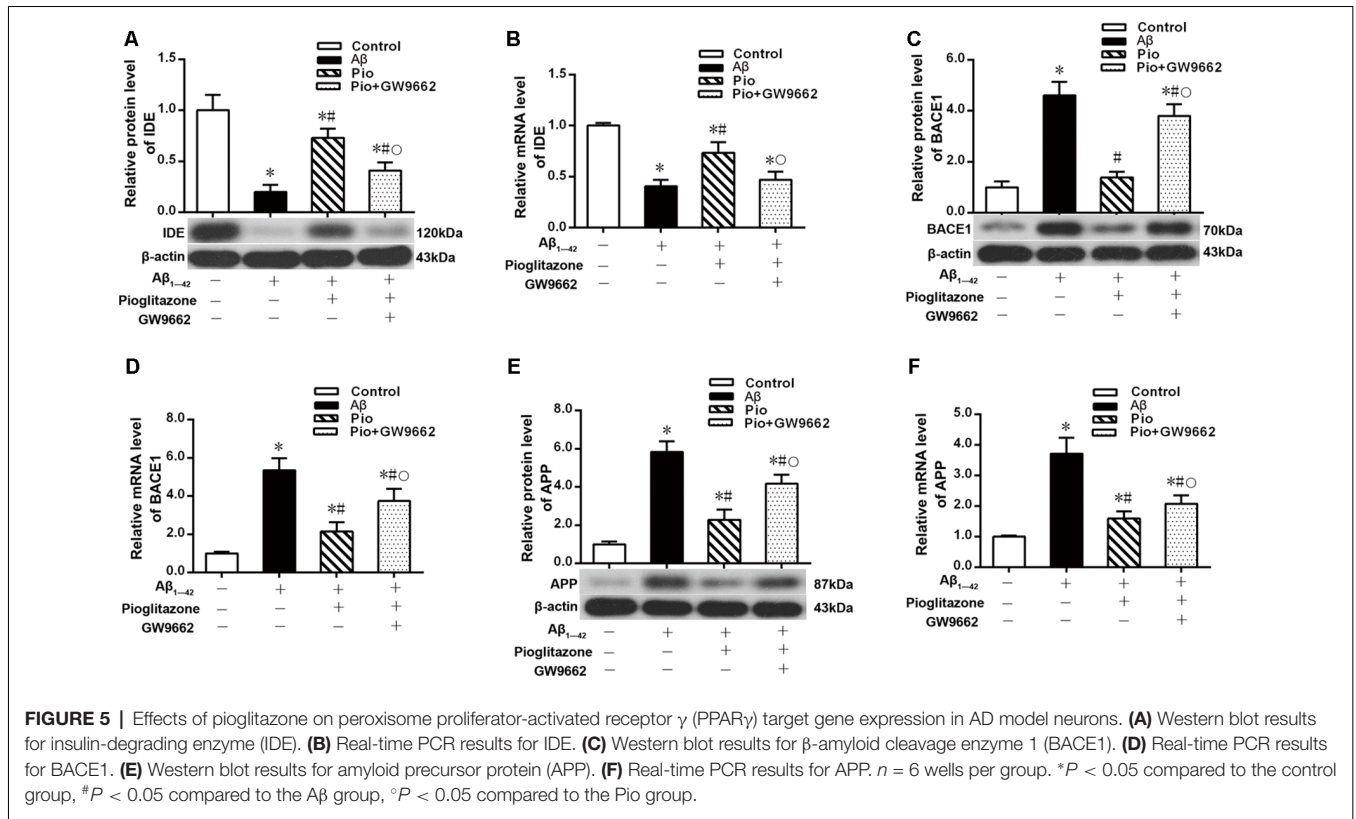 A
Control
Aβ
Pio
Pio+GW9662
Relative protein level
of IDE
1.5
1.0
0.5
0.0
*
*#
*#○
IDE
120kDa
β-actin
43kDa
Aβ1—42 − + + +
Pioglitazone − − + +
GW9662 − − − +
B
Control
Aβ
Pio
Pio+GW9662
Relative mRNA level
of IDE
1.5
1.0
0.5
0.0
*
*#
*○
Aβ1—42 − + + +
Pioglitazone − − + +
GW9662 − − − +
C
Control
Aβ
Pio
Pio+GW9662
Relative protein level
of BACE1
6.0
4.0
2.0
0.0
*
#
*#○
BACE1
70kDa
β-actin
43kDa
Aβ1—42 − + + +
Pioglitazone − − + +
GW9662 − − − +
D
Control
Aβ
Pio
Pio+GW9662
Relative mRNA level
of BACE1
8.0
6.0
4.0
2.0
0.0
*
*#
*#○
Aβ1—42 − + + +
Pioglitazone − − + +
GW9662 − − − +
E
Control
Aβ
Pio
Pio+GW9662
Relative protein level
of APP
8.0
6.0
4.0
2.0
0.0
*
*#
*#○
APP
87kDa
β-actin
43kDa
Aβ1—42 − + + +
Pioglitazone − − + +
GW9662 − − − +
F
Control
Aβ
Pio
Pio+GW9662
Relative mRNA level
of APP
5.0
4.0
3.0
2.0
1.0
0.0
*
*#
*#○
Aβ1—42 − + + +
Pioglitazone − − + +
GW9662 − − − +
FIGURE 5 | Effects of pioglitazone on peroxisome proliferator-activated receptor γ (PPARγ) target gene expression in AD model neurons. (A) Western blot results
for insulin-degrading enzyme (IDE). (B) Real-time PCR results for IDE. (C) Western blot results for β-amyloid cleavage enzyme 1 (BACE1). (D) Real-time PCR results
for BACE1. (E) Western blot results for amyloid precursor protein (APP). (F) Real-time PCR results for APP. n = 6 wells per group. *P < 0.05 compared to the control
group, #P < 0.05 compared to the Aβ group, °P < 0.05 compared to the Pio group.